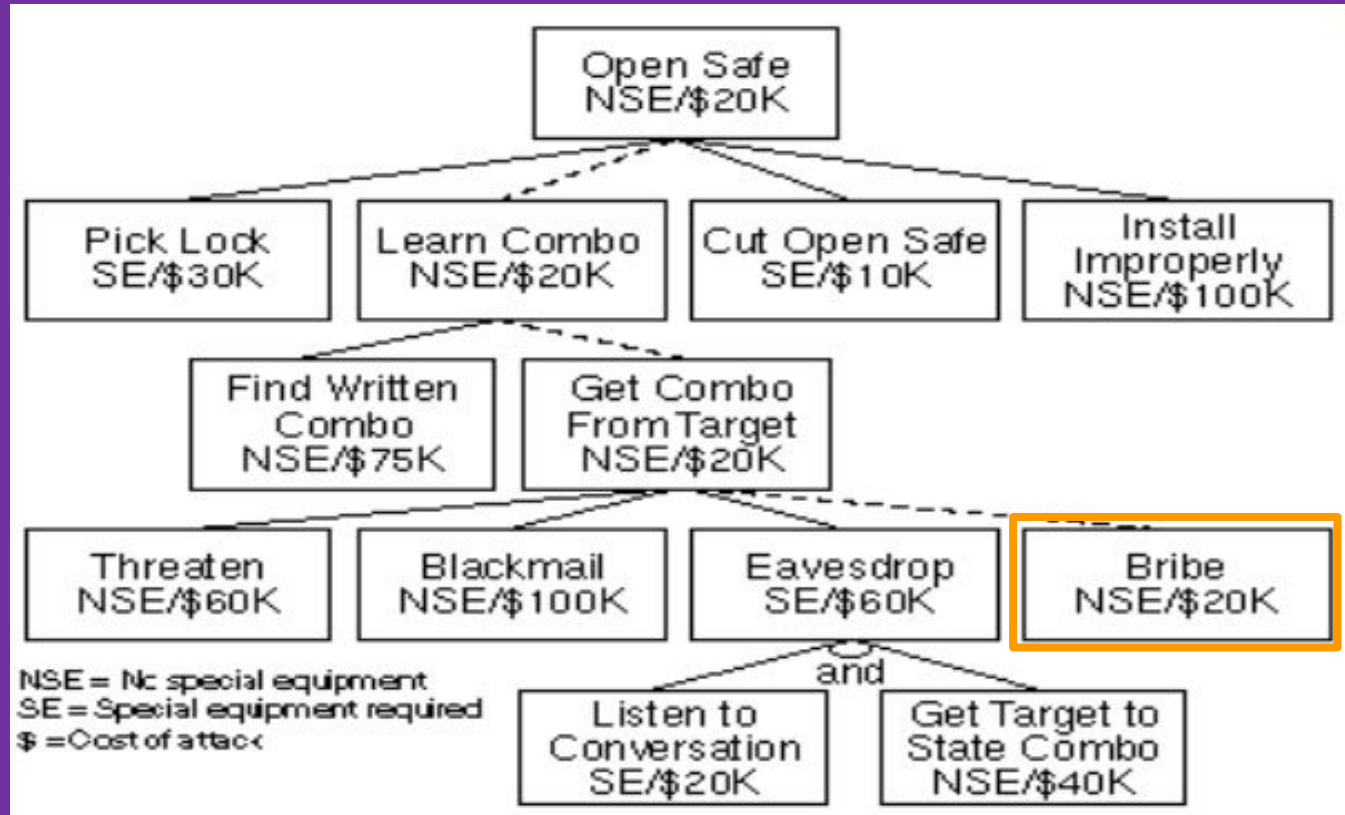 Open Safe
NSE/$20K
Pick Lock
SE/$30K
Learn Combo
NSE/$20K
Cut Open Safe
SE/$10K
Install
Improperly
NSE/$100K
Find Written
Combo
NSE/$75K
Get Combo
From Target
NSE/$20K
Threaten
NSE/$60K
Blackmail
NSE/$100K
Eavesdrop
SE/$60K
Bribe
NSE/$20K
and
Listen to
Conversation
SE/$20K
Get Target to
State Combo
NSE/$40K
NSE = No special equipment
SE = Special equipment required
$ = Cost of attack